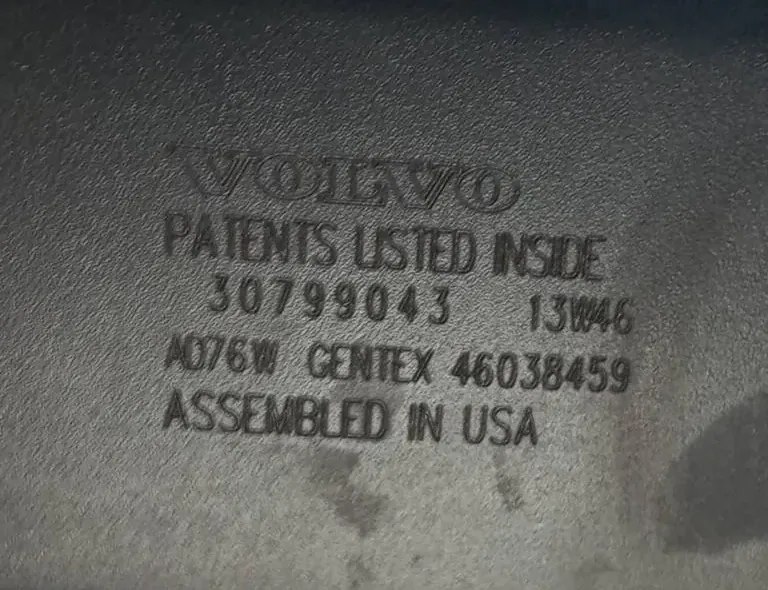 VOLVO
PATENTS LISTED INSIDE
30799043 13W46
A076W GENTEX 46038459
ASSEMBLED IN USA